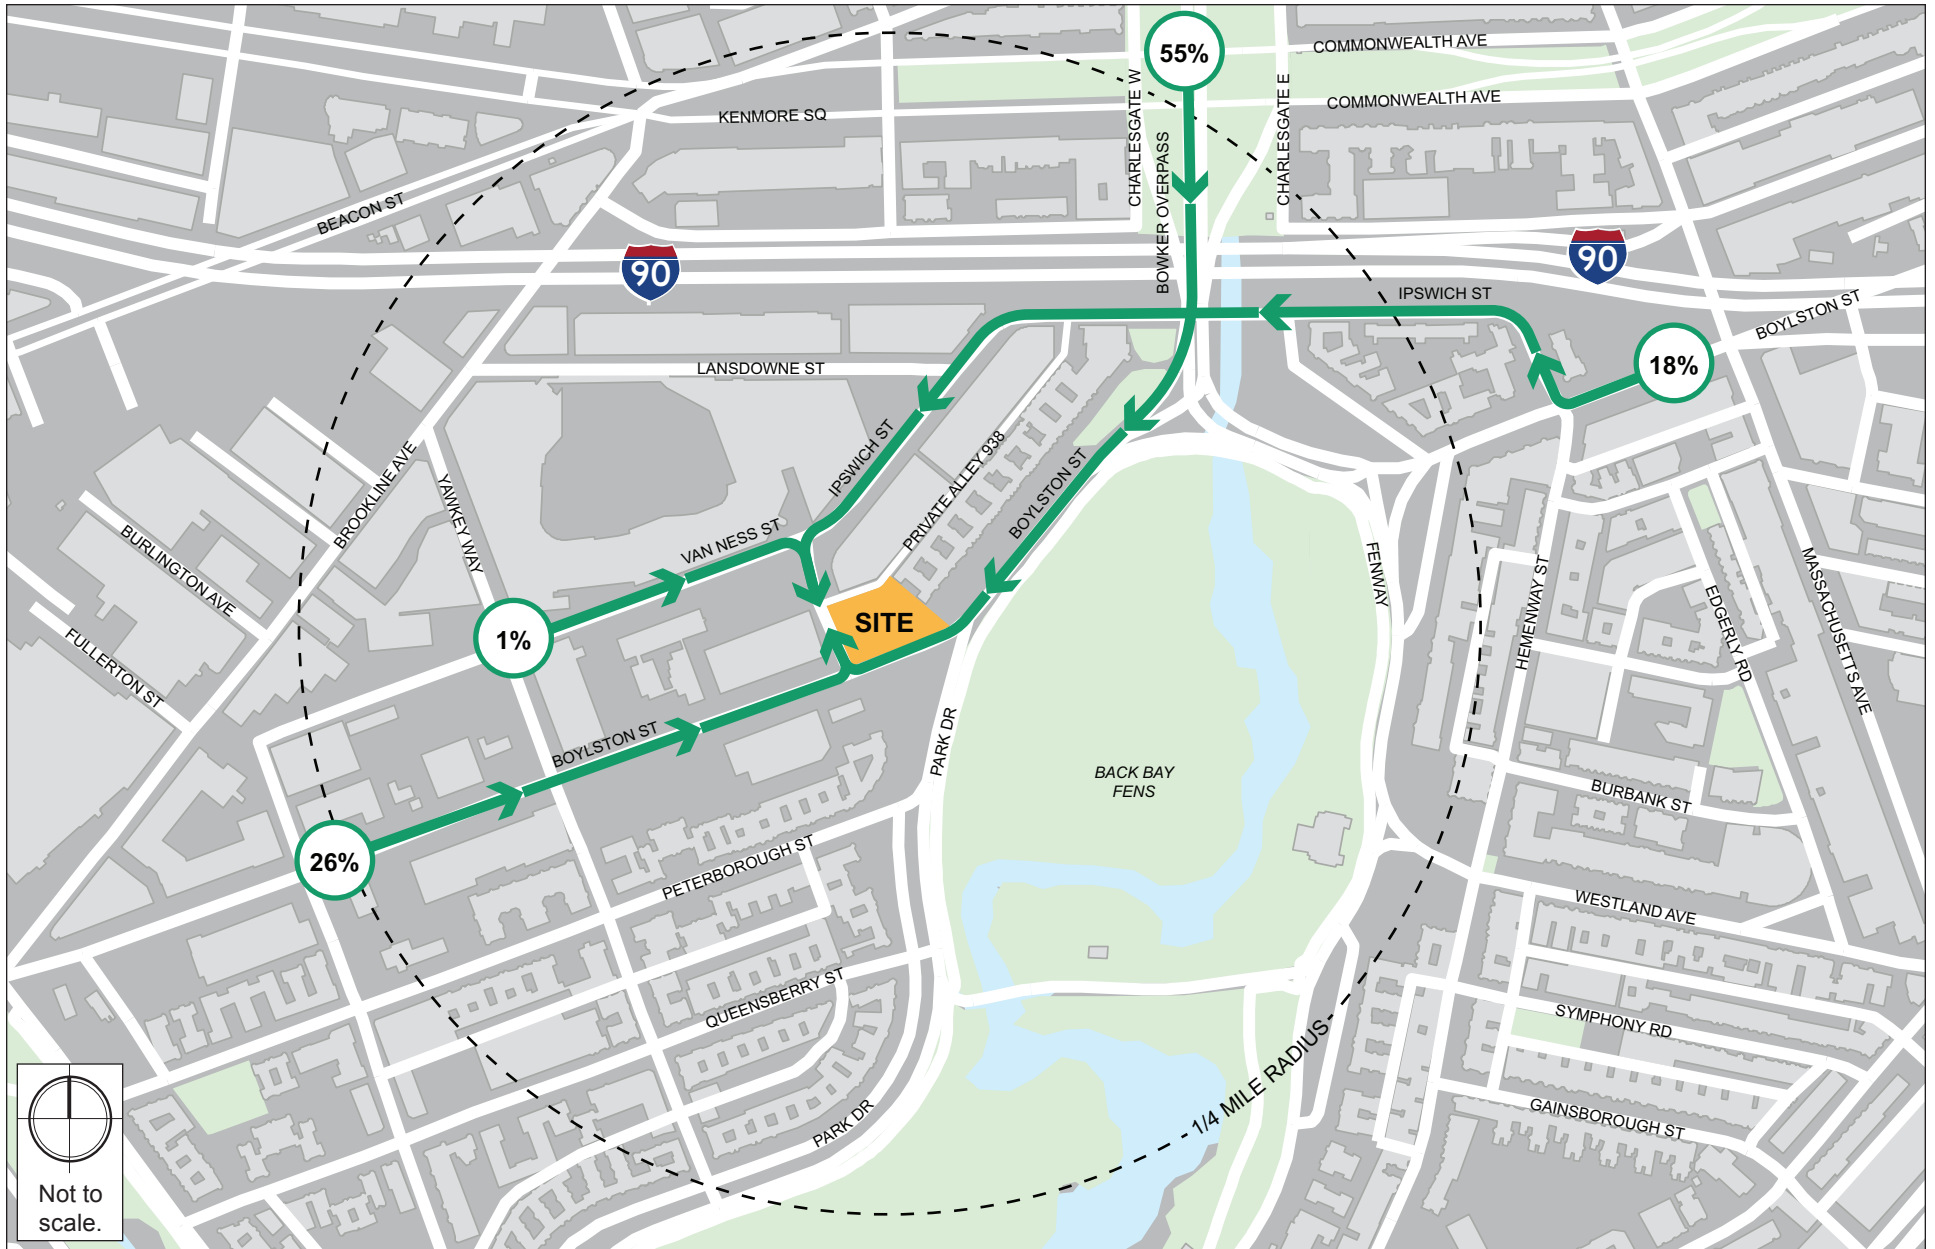 55%
COMMONWEALTH AVE
COMMONWEALTH AVE
KENMORE SQ
CHARLESGATE W
CHARLESGATE E
BOWKER OVERPASS
BEACON ST
90
90
IPSWICH ST
BOYLSTON ST
18%
LANSDOWNE ST
IPSWICH ST
PRIVATE ALLEY 938
BOYLSTON ST
BROOKLINE AVE
YAWKEY WAY
VAN NESS ST
BURLINGTON AVE
FULLERTON ST
FENWAY
HEMENWAY ST
EDGERLY RD
MASSACHUSETTS AVE
1%
SITE
BOYLSTON ST
PARK DR
BACK BAY
FENS
BURBANK ST
26%
PETERBOROUGH ST
WESTLAND AVE
QUEENSBERRY ST
SYMPHONY RD
1/4 MILE RADIUS
PARK DR
GAINSBOROUGH ST
Not to
scale.